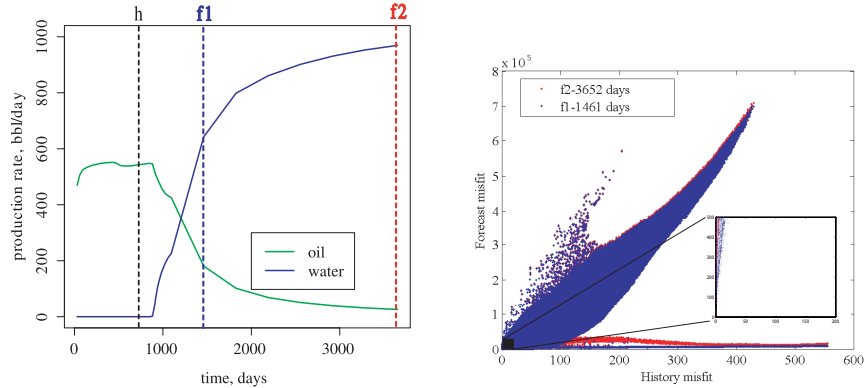 h f1 f2
1000
800
600
400
200
0
production rate, bbl/day
oil
water
0 1000 2000 3000
time, days
x 10⁵
8
7
6
5
4
3
2
1
0
Forecast misfit
f2-3652 days
f1-1461 days
500
400
300
200
100
0
0 50 100 150 200
0 100 200 300 400 500 600
History misfit